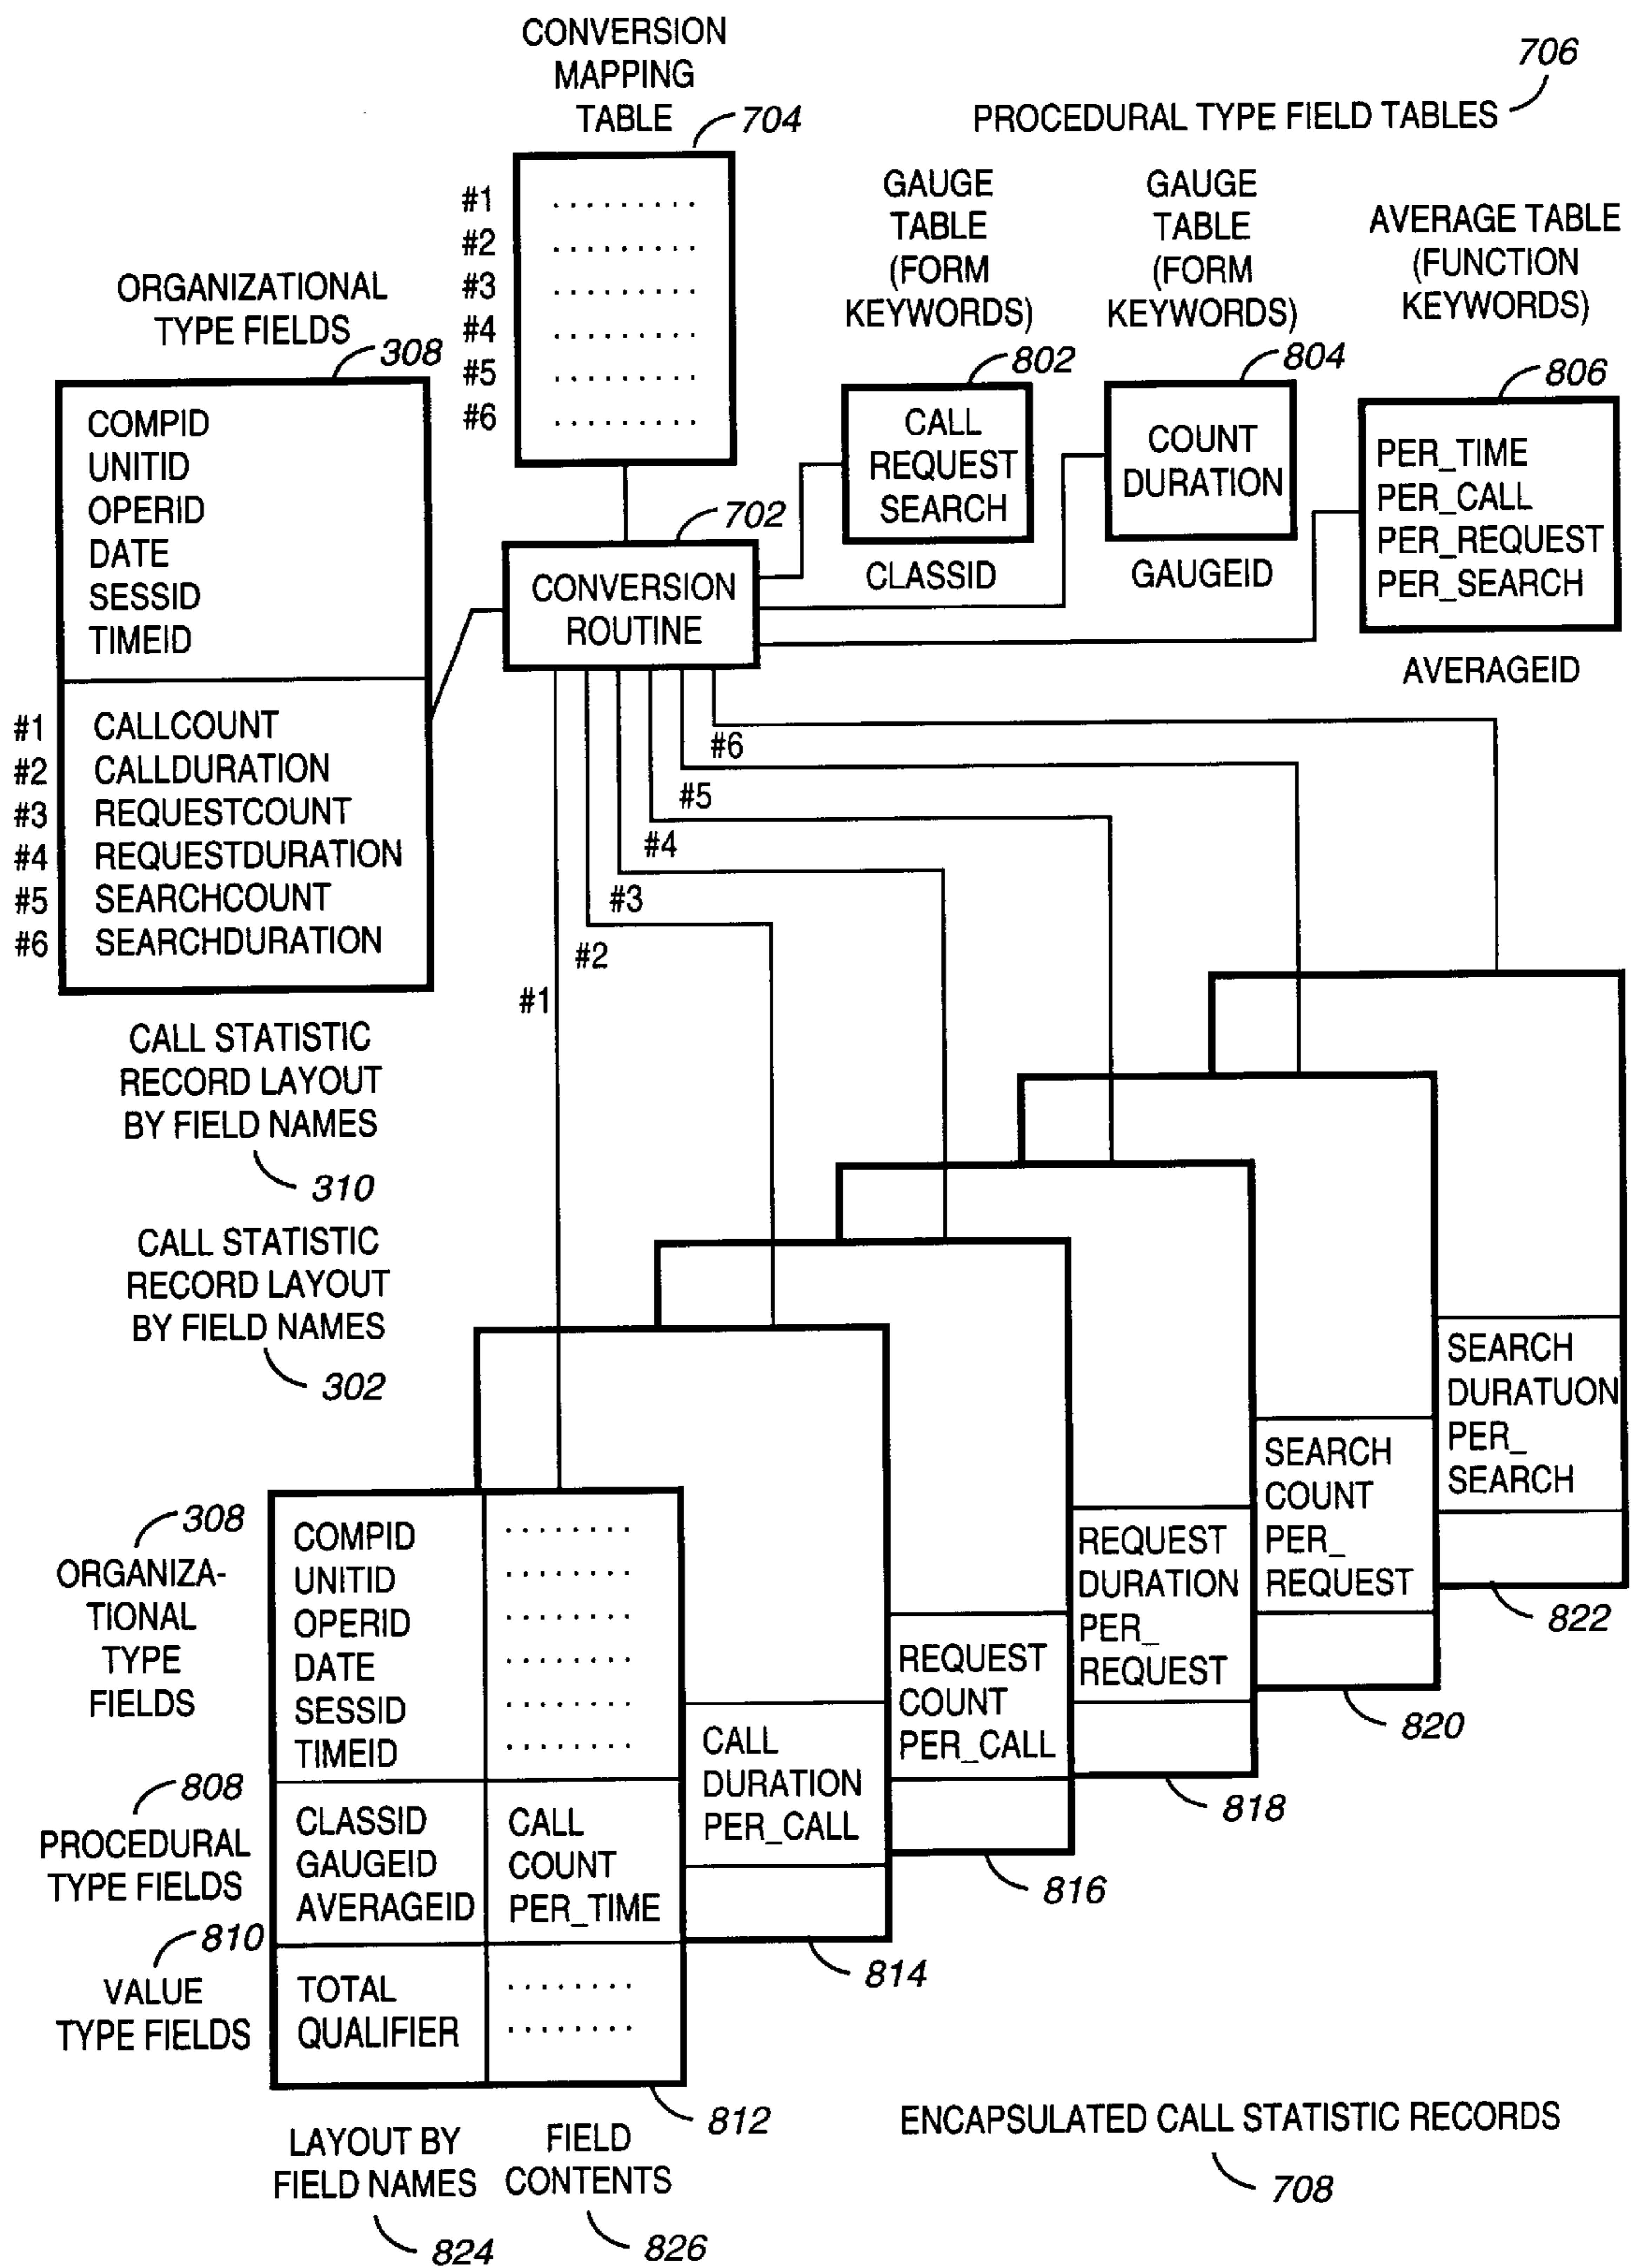 CONVERSION
MAPPING
TABLE
704
#1 .........
#2 .........
#3 .........
#4 .........
#5 .........
#6 .........
706
PROCEDURAL TYPE FIELD TABLES
GAUGE
TABLE
(FORM
KEYWORDS)
802
CALL
REQUEST
SEARCH
CLASSID
GAUGE
TABLE
(FORM
KEYWORDS)
804
COUNT
DURATION
GAUGEID
AVERAGE TABLE
(FUNCTION
KEYWORDS)
806
PER_TIME
PER_CALL
PER_REQUEST
PER_SEARCH
AVERAGEID
ORGANIZATIONAL
TYPE FIELDS
308
COMPID
UNITID
OPERID
DATE
SESSID
TIMEID
#1 CALLCOUNT
#2 CALLDURATION
#3 REQUESTCOUNT
#4 REQUESTDURATION
#5 SEARCHCOUNT
#6 SEARCHDURATION
CALL STATISTIC
RECORD LAYOUT
BY FIELD NAMES
310
CALL STATISTIC
RECORD LAYOUT
BY FIELD NAMES
302
702
CONVERSION
ROUTINE
#6
#5
#4
#3
#2
#1
SEARCH
DURATUON
PER_
SEARCH
822
SEARCH
COUNT
PER_
REQUEST
820
REQUEST
DURATION
PER_
REQUEST
818
REQUEST
COUNT
PER_CALL
816
CALL
DURATION
PER_CALL
814
308
ORGANIZA-
TIONAL
TYPE
FIELDS
COMPID ........
UNITID ........
OPERID ........
DATE ........
SESSID ........
TIMEID ........
808
PROCEDURAL
TYPE FIELDS
CLASSID CALL
GAUGEID COUNT
AVERAGEID PER_TIME
810
VALUE
TYPE FIELDS
TOTAL ........
QUALIFIER ........
812
LAYOUT BY
FIELD NAMES
824
FIELD
CONTENTS
826
ENCAPSULATED CALL STATISTIC RECORDS
708